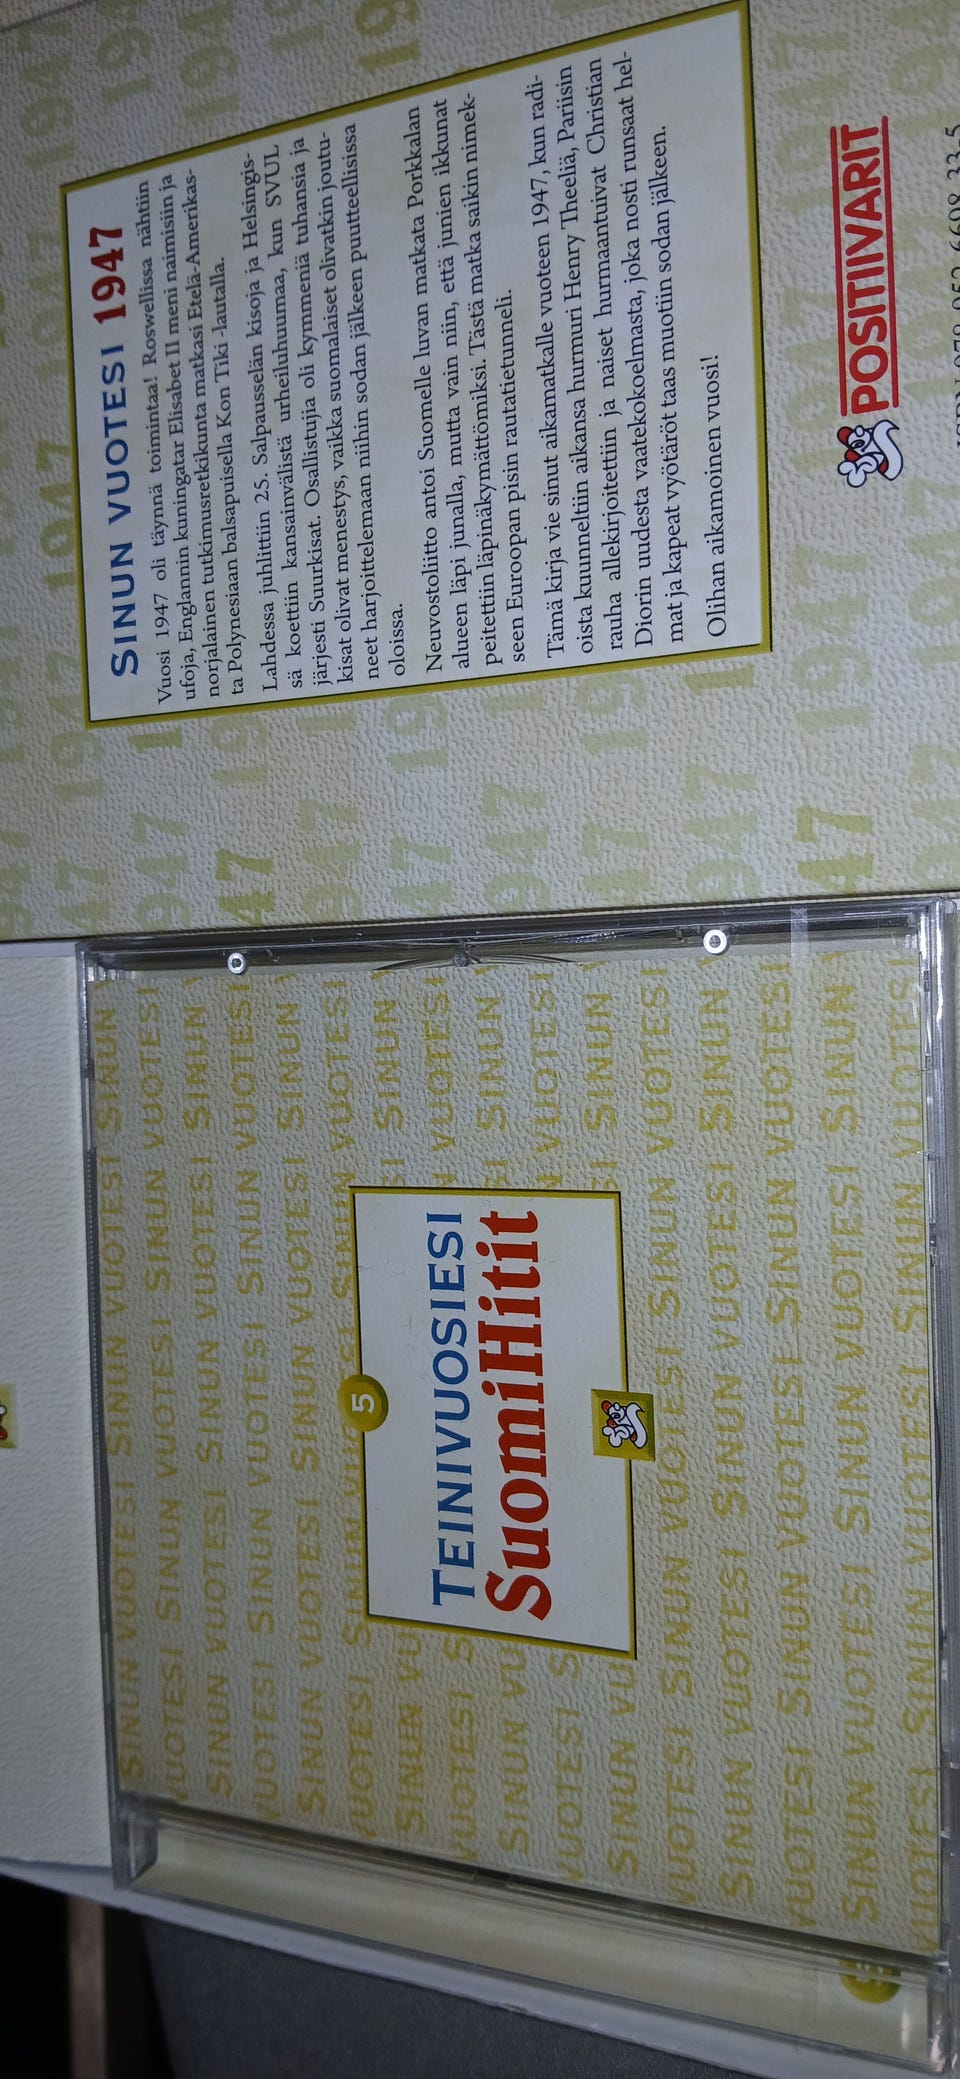 SINUN VUOTESI 1947
Vuosi 1947 oli täynnä toimintaa! Roswellissa nähtiin
ufoja, Englannin kuningatar Elisabet II meni naimisiin ja
norjalainen tutkimusretkikunta matkasi Etelä-Amerikas-
ta Polynesiaan balsapuisella Kon Tiki -lautalla.
Lahdessa juhlittiin 25. Salpausselän kisoja ja Helsingis-
sä koettiin kansainvälistä urheiluhuumaa, kun SVUL
järjesti Suurkisat. Osallistujia oli kymmeniä tuhansia ja
kisat olivat menestys, vaikka suomalaiset olivatkin joutu-
neet harjoittelemaan niihin sodan jälkeen puutteellisissa
oloissa.
Neuvostoliitto antoi Suomelle luvan matkata Porkkalan
alueen läpi junalla, mutta vain niin, että junien ikkunat
peitettiin läpinäkymättömiksi. Tästä matka saikin nimek-
seen Euroopan pisin rautatietunneli.
Tämä kirja vie sinut aikamatkalle vuoteen 1947, kun radi-
oista kuunneltiin aikansa hurmuri Henry Theeliä, Pariisin
rauha allekirjoitettiin ja naiset hurmaantuivat Christian
Diorin uudesta vaatekokoelmasta, joka nosti runsaat hel-
mat ja kapeat vyötäröt taas muotiin sodan jälkeen.
Olihan aikamoinen vuosi!
POSITIIVARIT
5
TEINIVUOSIESI
SuomiHitit